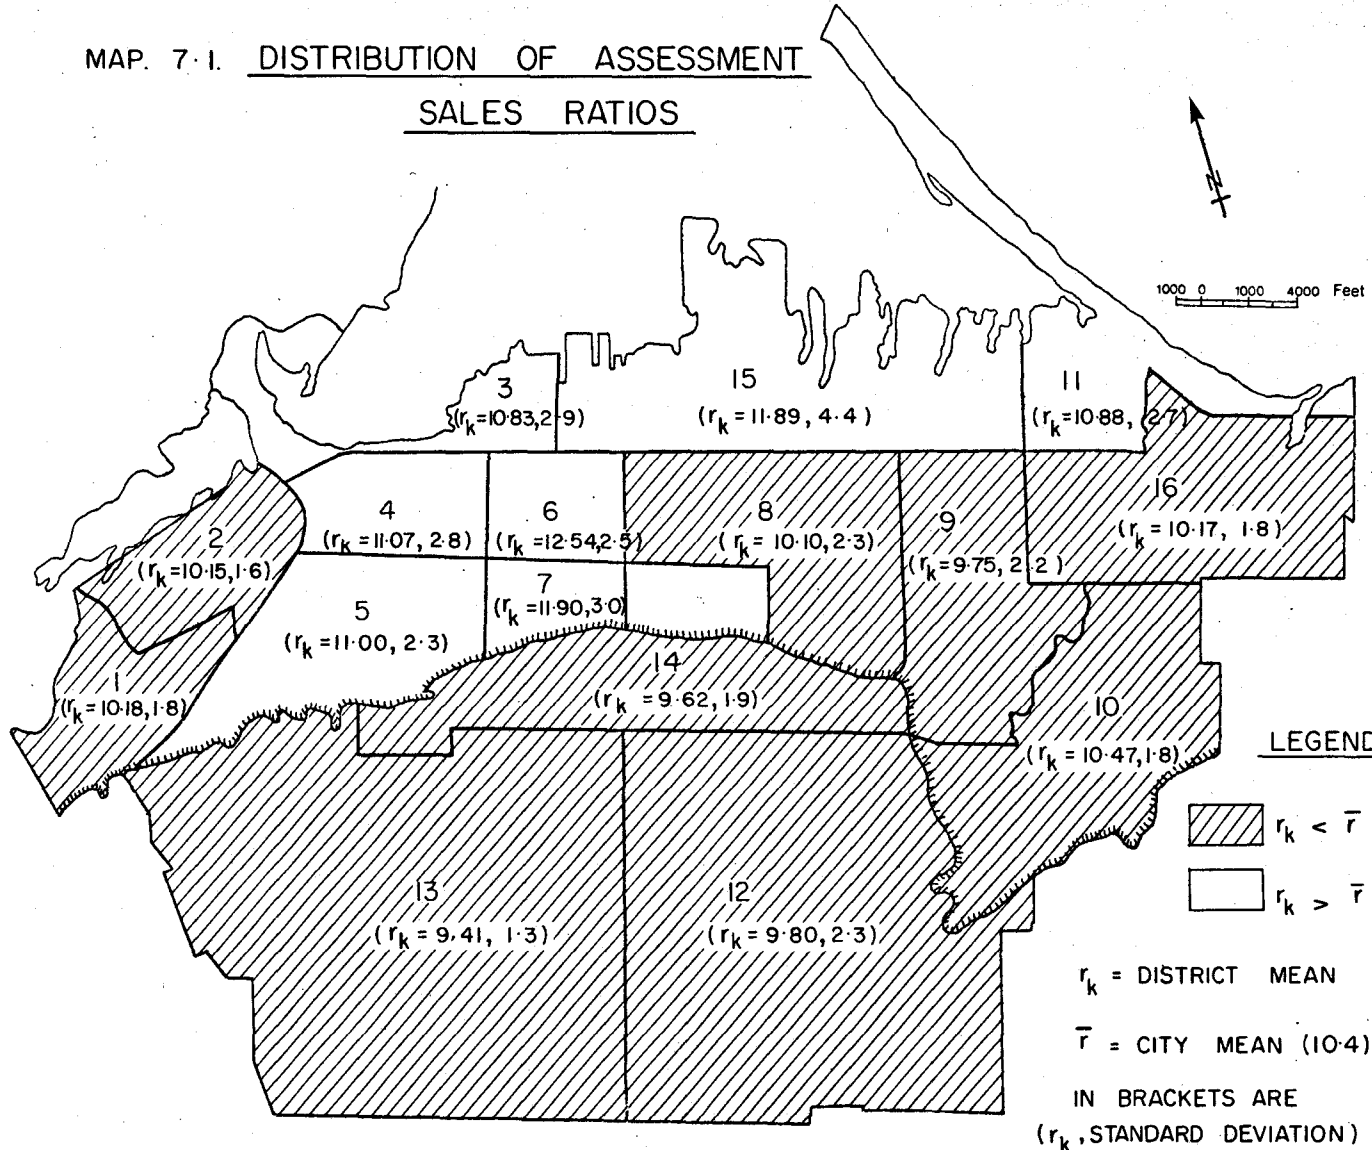 MAP. 7·1. DISTRIBUTION OF ASSESSMENT
SALES RATIOS
N
1000 0 1000 4000 Feet
3
(rk=10·83,2·9)
15
(rk=11·89, 4·4)
11
(rk=10·88, 2·7)
2
(rk=10·15,1·6)
4
(rk=11·07, 2·8)
6
(rk=12·54,2·5)
8
(rk=10·10,2·3)
9
(rk=9·75, 2·2)
16
(rk=10·17, 1·8)
7
(rk=11·90,3·0)
5
(rk=11·00, 2·3)
1
(rk=10·18,1·8)
14
(rk=9·62, 1·9)
10
(rk=10·47,1·8)
13
(rk=9·41, 1·3)
12
(rk=9·80,2·3)
LEGEND
rk < r̄
rk > r̄
rk = DISTRICT MEAN
r̄ = CITY MEAN (10·4)
IN BRACKETS ARE
(rk,STANDARD DEVIATION)